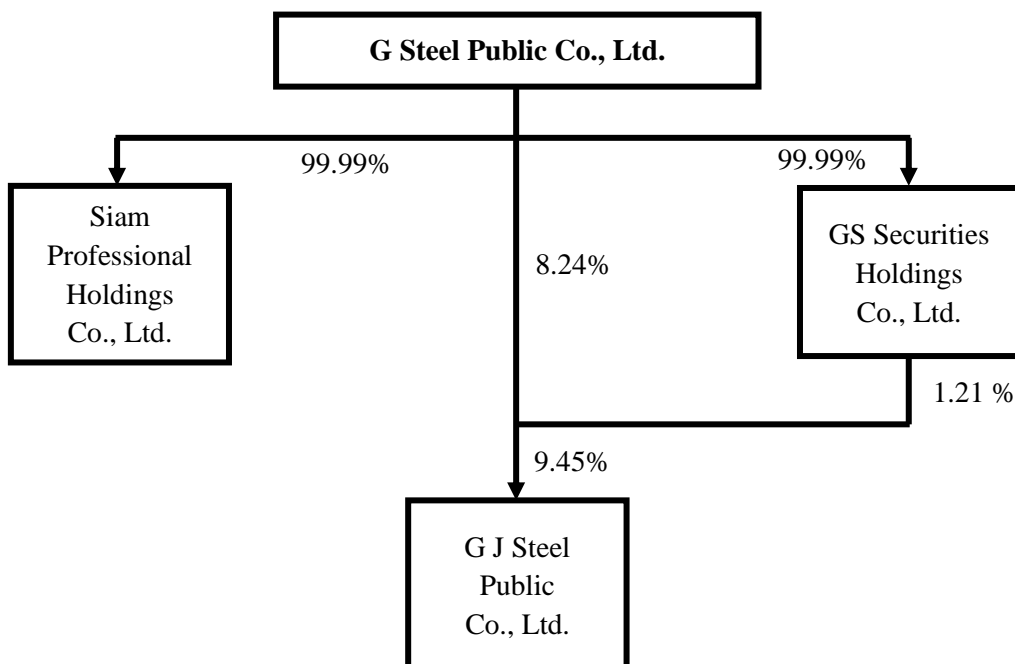 G Steel Public Co., Ltd.
99.99%
99.99%
Siam
Professional
Holdings
Co., Ltd.
8.24%
GS Securities
Holdings
Co., Ltd.
1.21 %
9.45%
G J Steel
Public
Co., Ltd.